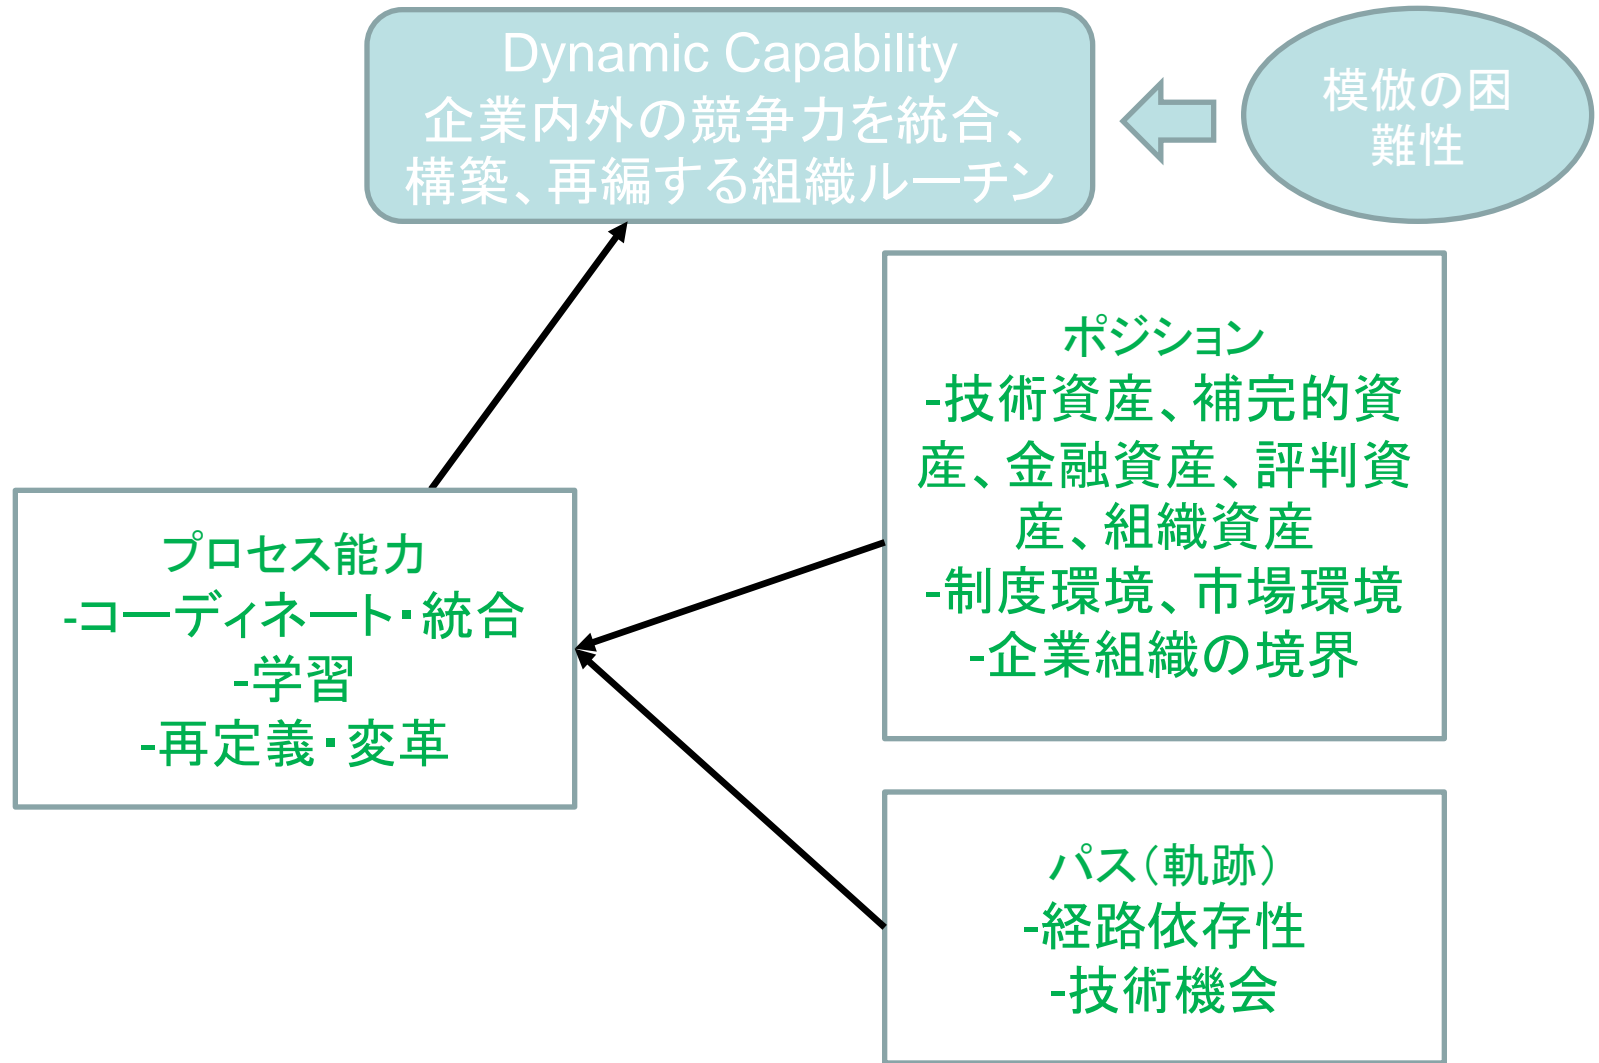 Dynamic Capability
企業内外の競争力を統合、
構築、再編する組織ルーチン
模倣の困
難性
ポジション
-技術資産、補完的資
産、金融資産、評判資
産、組織資産
-制度環境、市場環境
-企業組織の境界
プロセス能力
-コーディネート・統合
-学習
-再定義・変革
パス（軌跡）
-経路依存性
-技術機会